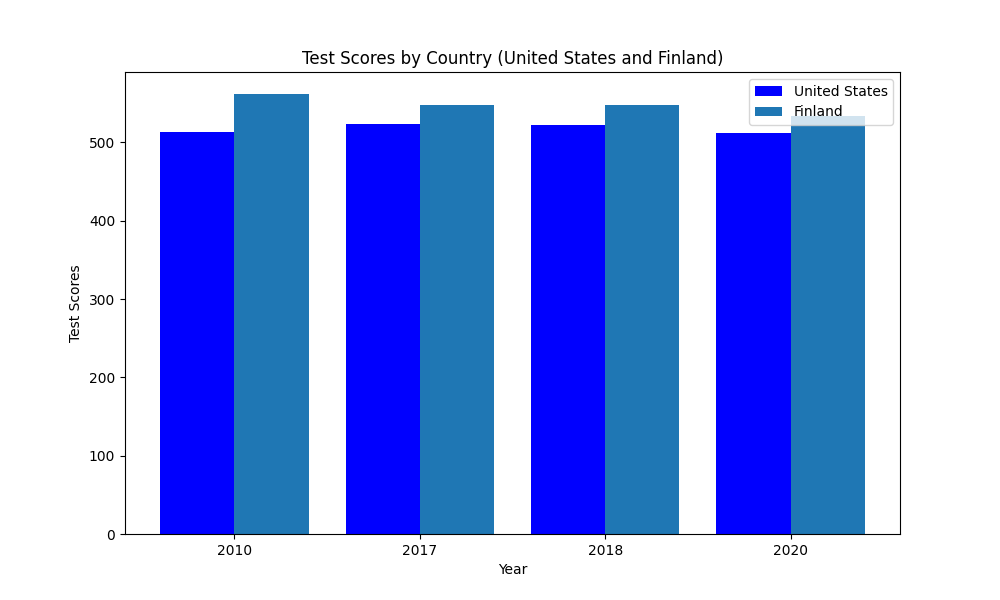 Test Scores by Country (United States and Finland)
United States
Finland
500
400
300
200
100
0
Test Scores
2010 2017 2018 2020
Year